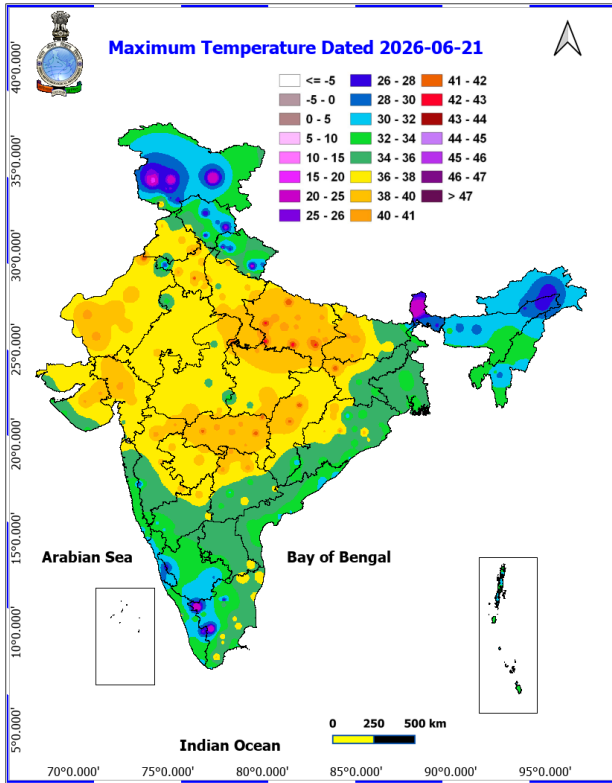 Maximum Temperature Dated 2026-06-21
<= -5
-5 - 0
0 - 5
5 - 10
10 - 15
15 - 20
20 - 25
25 - 26
26 - 28
28 - 30
30 - 32
32 - 34
34 - 36
36 - 38
38 - 40
40 - 41
41 - 42
42 - 43
43 - 44
44 - 45
45 - 46
46 - 47
> 47
40°0.000'
35°0.000'
30°0.000'
25°0.000'
20°0.000'
15°0.000'
10°0.000'
5°0.000'
Arabian Sea
Bay of Bengal
0 250 500 km
Indian Ocean
70°0.000' 75°0.000' 80°0.000' 85°0.000' 90°0.000' 95°0.000'